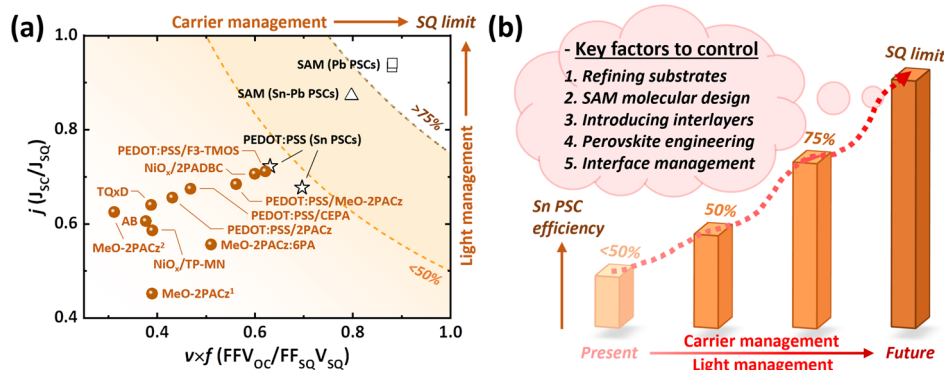 (a)
Carrier management
SQ limit
1.0
0.8
0.6
0.4
j (J_SC/J_SQ)
0.4
0.6
0.8
1.0
v×f (FFV_OC/FF_SQV_SQ)
Light management
SAM (Pb PSCs)
SAM (Sn-Pb PSCs)
>75%
PEDOT:PSS/F3-TMOS
PEDOT:PSS (Sn PSCs)
NiOₓ/2PADBC
TQxD
PEDOT:PSS/MeO-2PACz
PEDOT:PSS/CEPA
AB
PEDOT:PSS/2PACz
MeO-2PACz²
MeO-2PACz:6PA
NiOₓ/TP-MN
<50%
MeO-2PACz¹
(b)
- Key factors to control
1. Refining substrates
2. SAM molecular design
3. Introducing interlayers
4. Perovskite engineering
5. Interface management
SQ limit
75%
50%
<50%
Sn PSC
efficiency
Present
Carrier management
Light management
Future